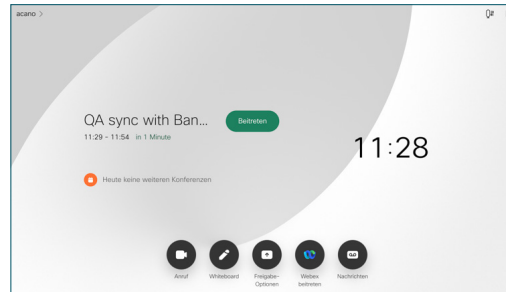 acano >
QA sync with Ban...
Beitreten
11:29 - 11:54 in 1 Minute
11:28
Heute keine weiteren Konferenzen
Anruf
Whiteboard
Freigabe-
Optionen
Webex
beitreten
Nachrichten